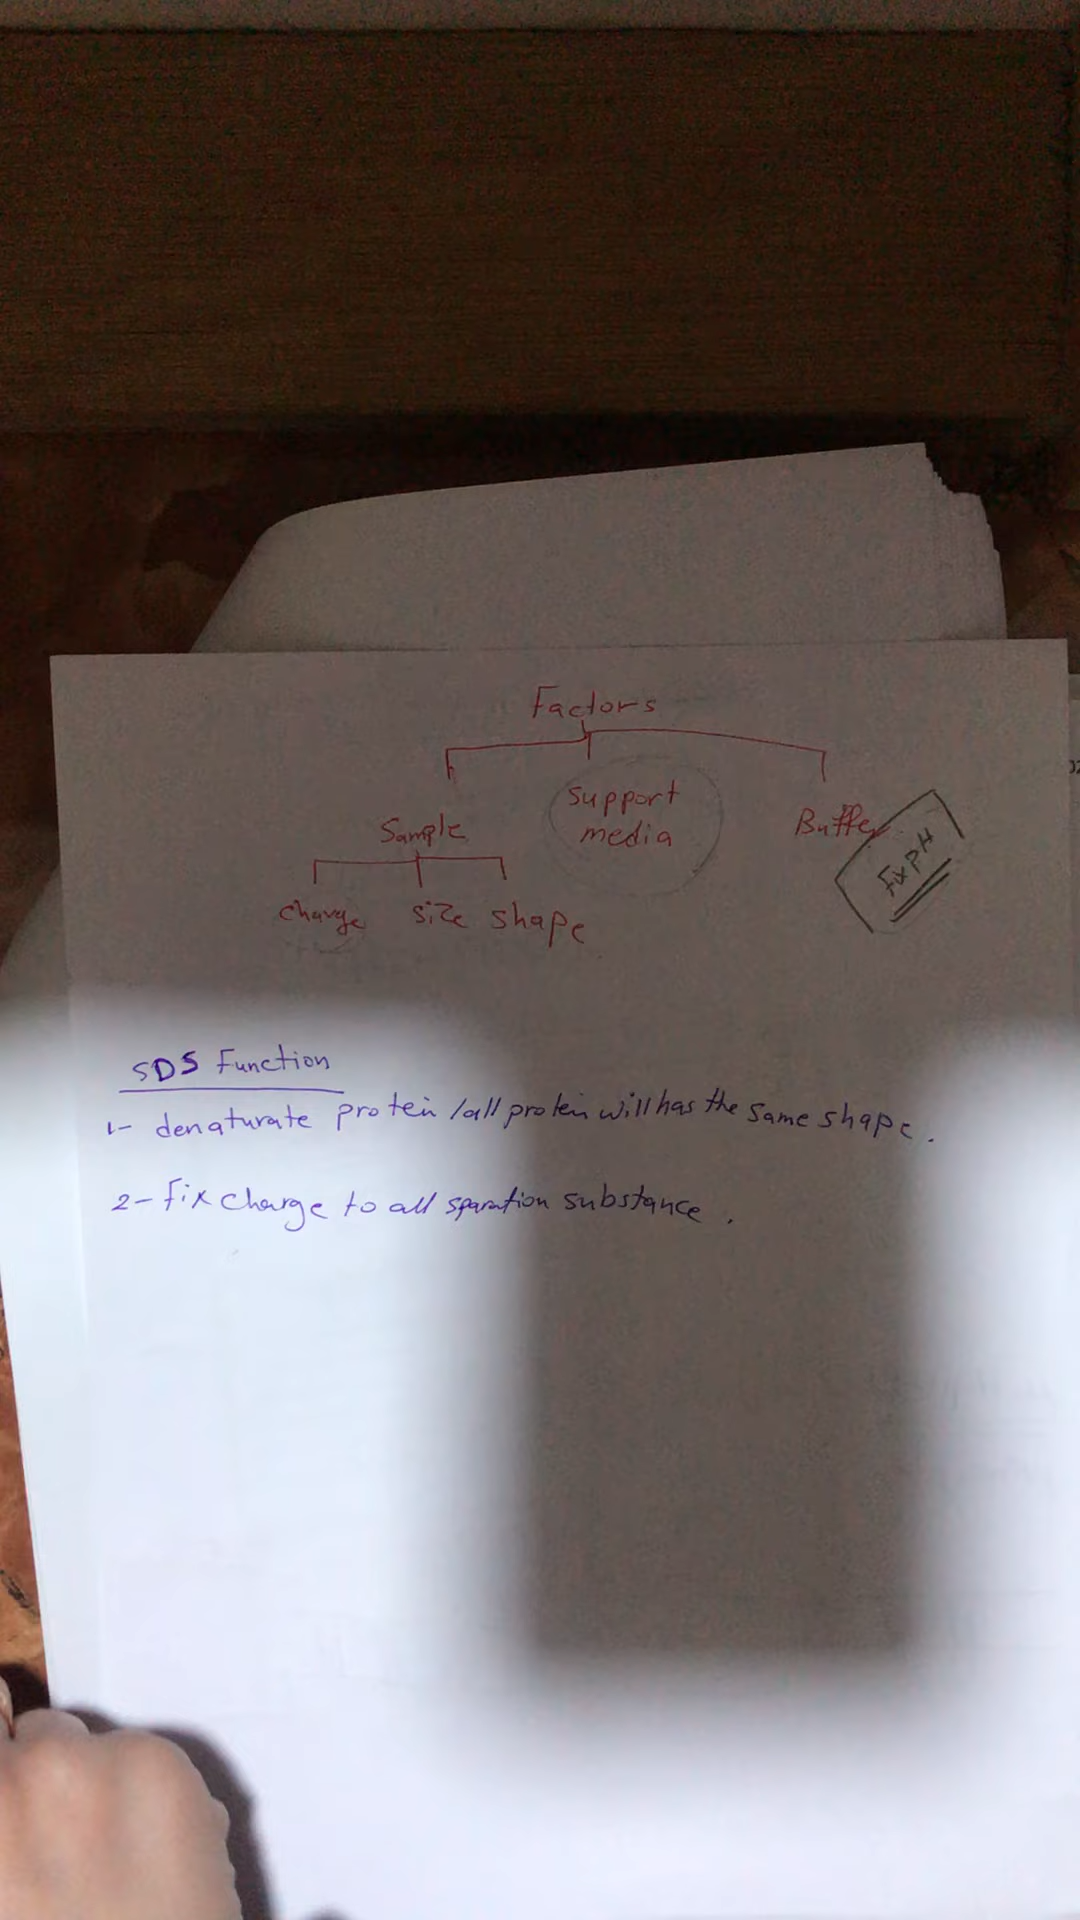 Factors
Sample
Support
media
Buffer
Fix pH
charge size shape
SDS Function
1- denaturate protein / all protein will has the same shape.
2- fix charge to all sparation substance.